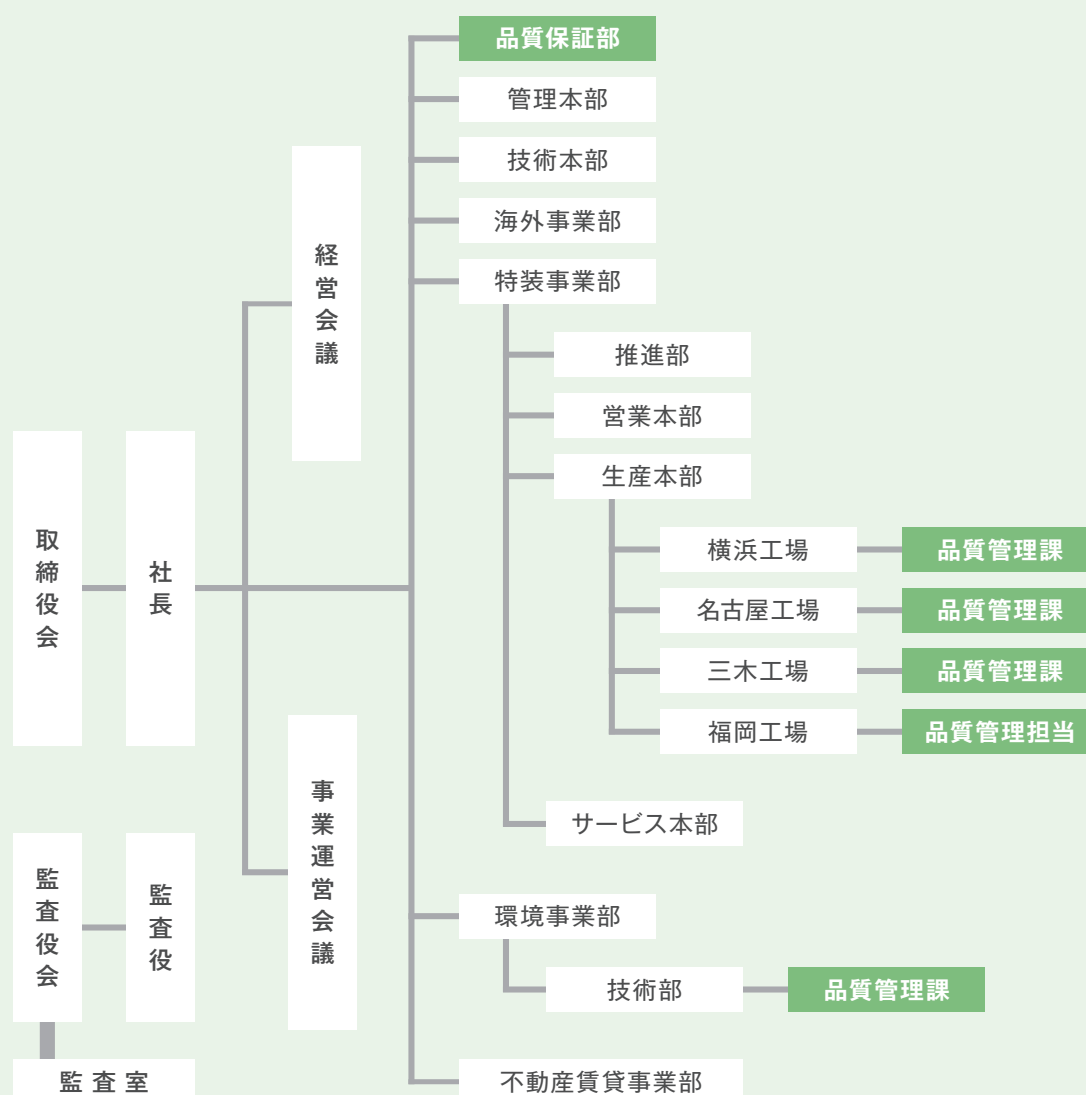 取締役会
社長
監査役会
監査役
監査室
経営会議
事業運営会議
品質保証部
管理本部
技術本部
海外事業部
特装事業部
推進部
営業本部
生産本部
横浜工場
品質管理課
名古屋工場
品質管理課
三木工場
品質管理課
福岡工場
品質管理担当
サービス本部
環境事業部
技術部
品質管理課
不動産賃貸事業部